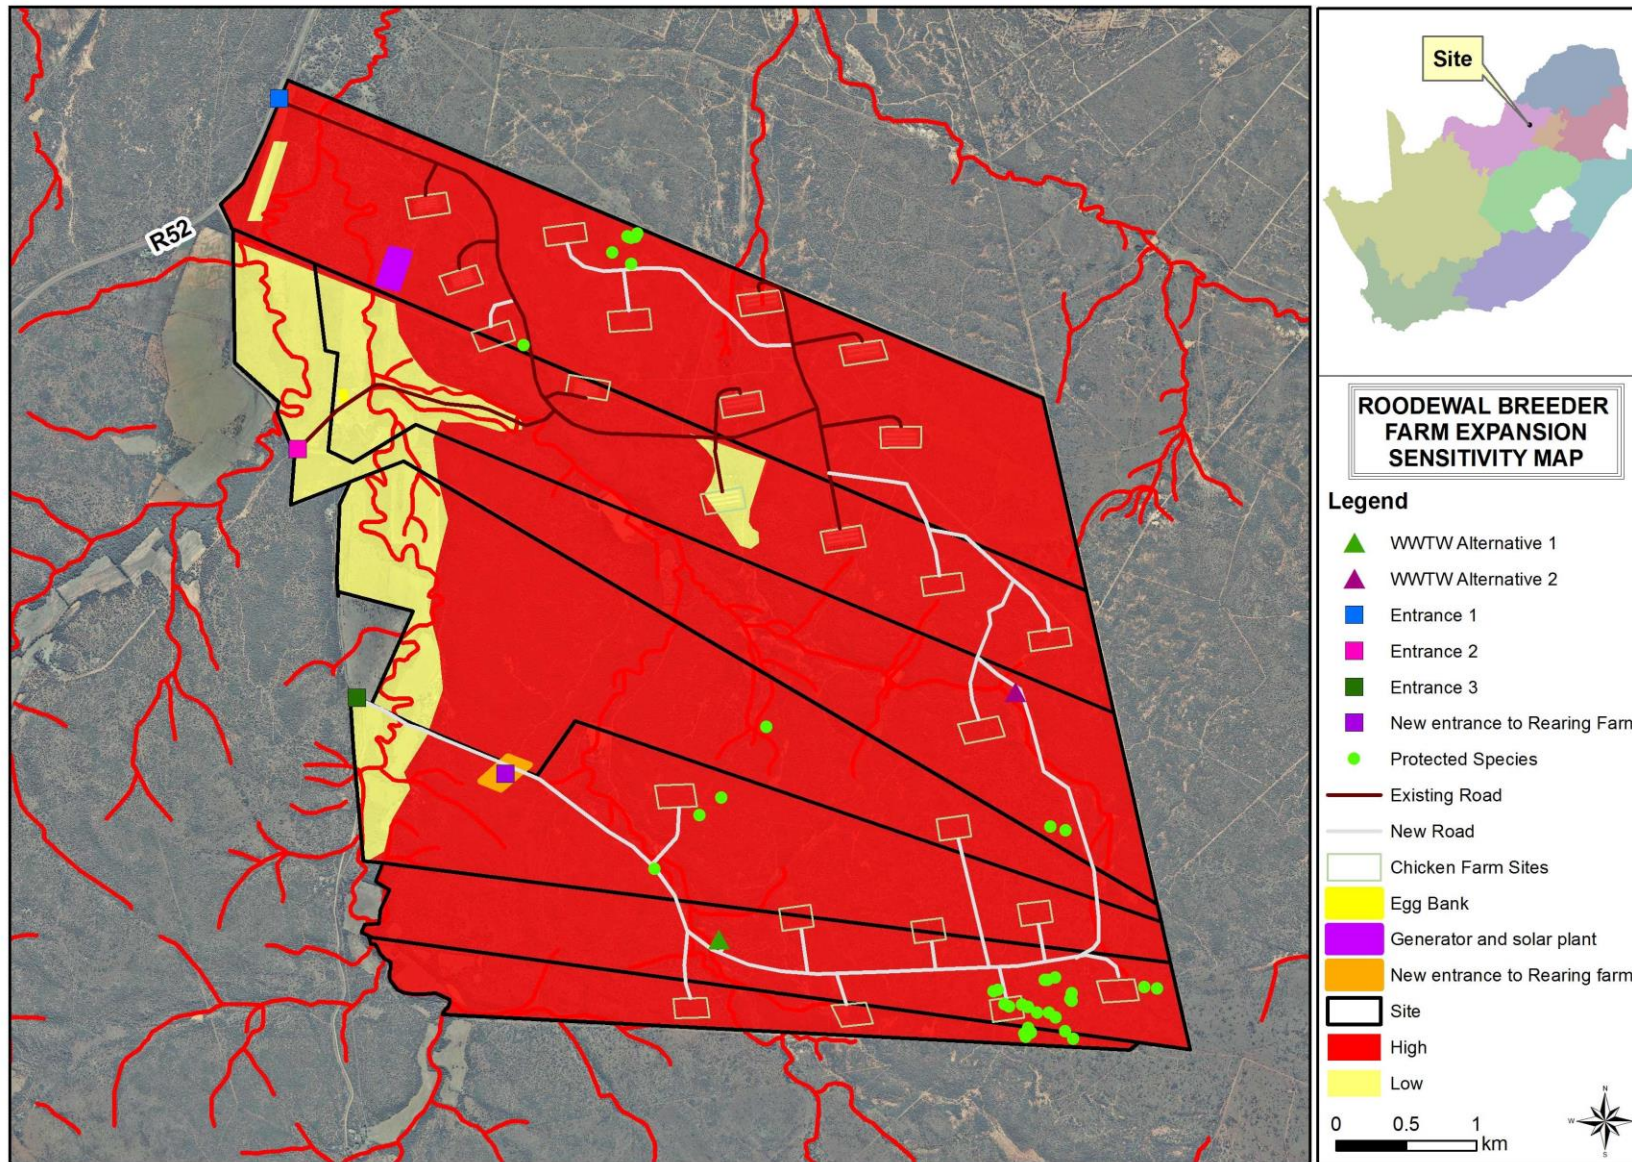 R52
Site
ROODEWAL BREEDER
FARM EXPANSION
SENSITIVITY MAP
Legend
WWTW Alternative 1
WWTW Alternative 2
Entrance 1
Entrance 2
Entrance 3
New entrance to Rearing Farm
Protected Species
Existing Road
New Road
Chicken Farm Sites
Egg Bank
Generator and solar plant
New entrance to Rearing farm
Site
High
Low
0 0.5 1
km
N
W
S